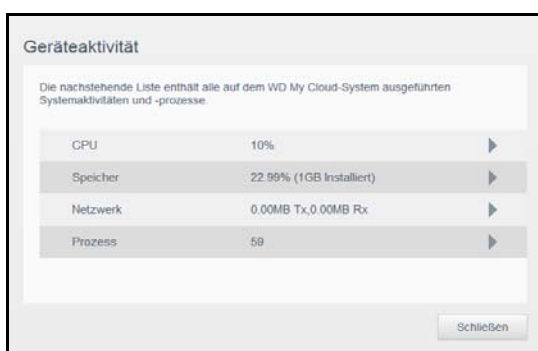 Geräteaktivität
Die nachstehende Liste enthält alle auf dem WD My Cloud-System ausgeführten
Systemaktivitäten und -prozesse.
CPU 10%
Speicher 22.99% (1GB Installiert)
Netzwerk 0.00MB Tx,0.00MB Rx
Prozess 59
Schließen